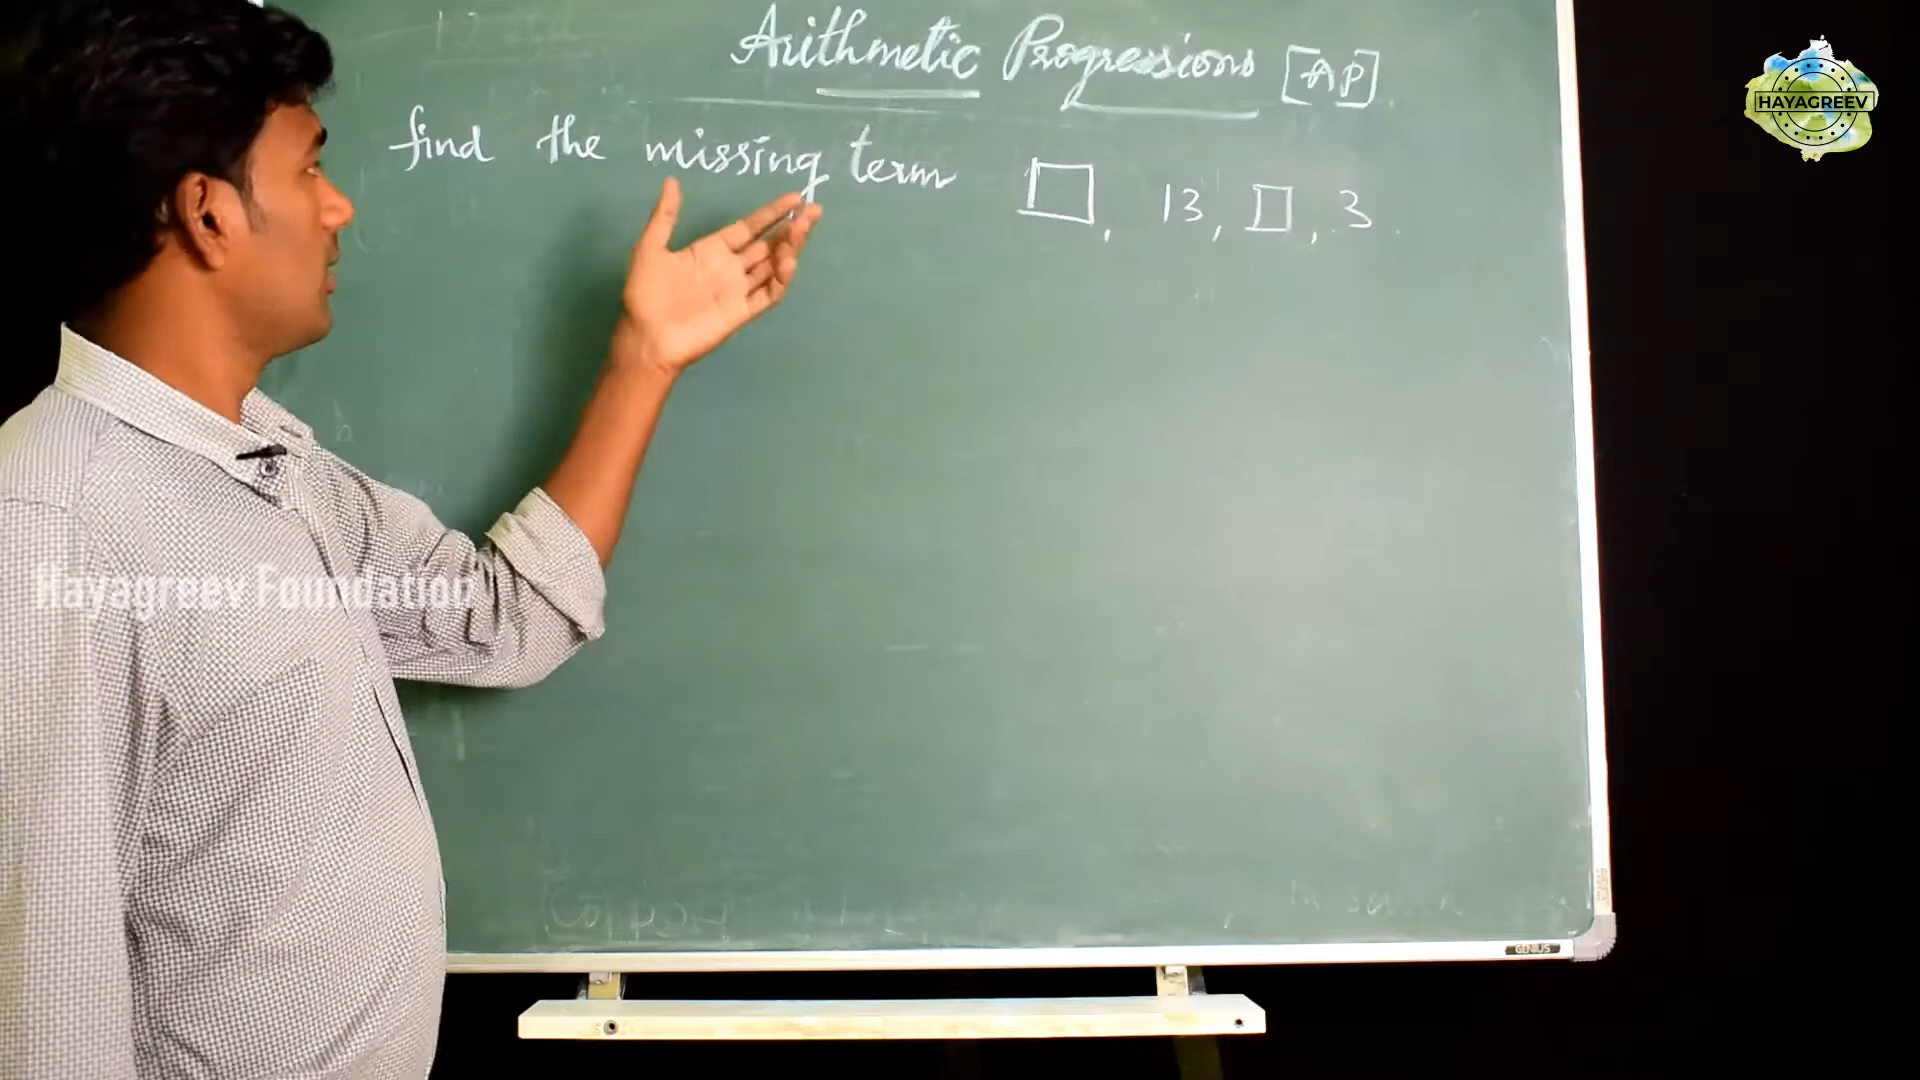 Arithmetic Progressions [AP]
find the missing term □, 13, □, 3.
HAYAGREEV
Hayagreev Foundation
GENIUS